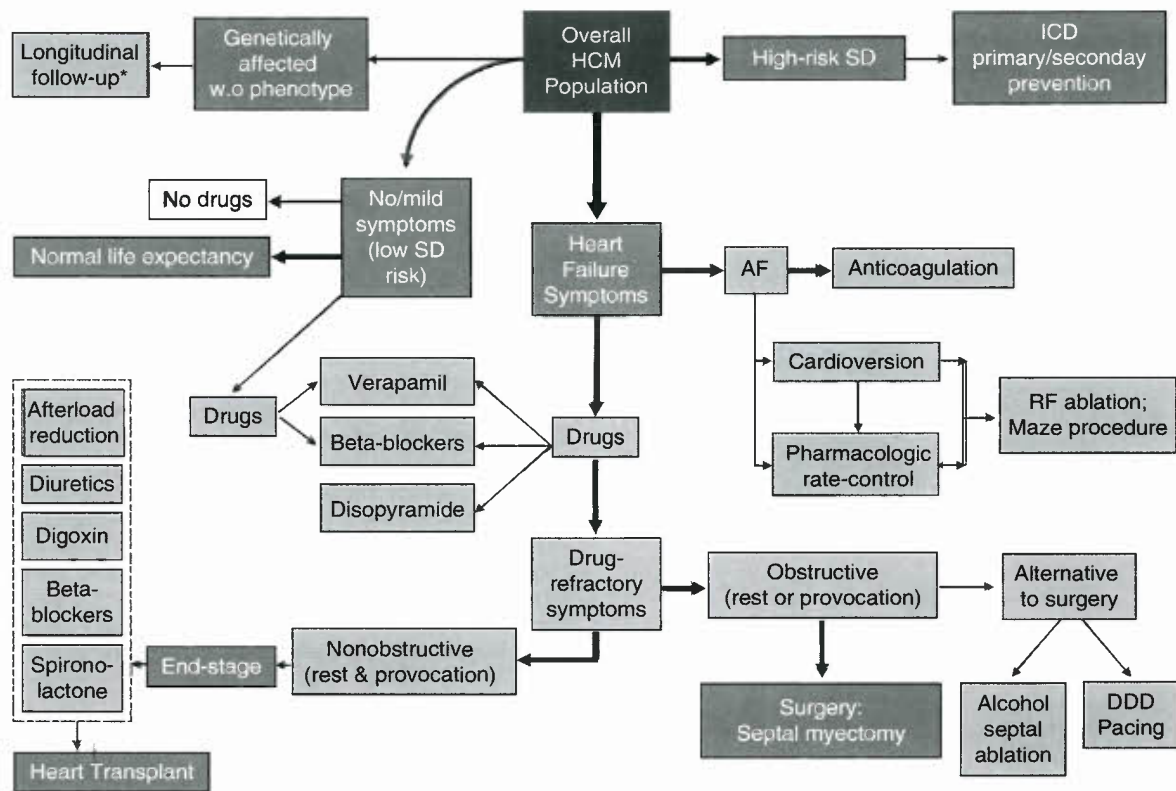 Longitudinal
follow-up*
Genetically
affected
w.o phenotype
Overall
HCM
Population
High-risk SD
ICD
primary/seconday
prevention
No drugs
Normal life expectancy
No/mild
symptoms
(low SD
risk)
Heart
Failure
Symptoms
AF
Anticoagulation
Cardioversion
Pharmacologic
rate-control
RF ablation;
Maze procedure
Drugs
Verapamil
Beta-blockers
Disopyramide
Drugs
Afterload
reduction
Diuretics
Digoxin
Beta-
blockers
Spirono-
lactone
Drug-
refractory
symptoms
Obstructive
(rest or provocation)
Alternative
to surgery
Nonobstructive
(rest & provocation)
End-stage
Surgery:
Septal myectomy
Alcohol
septal
ablation
DDD
Pacing
Heart Transplant